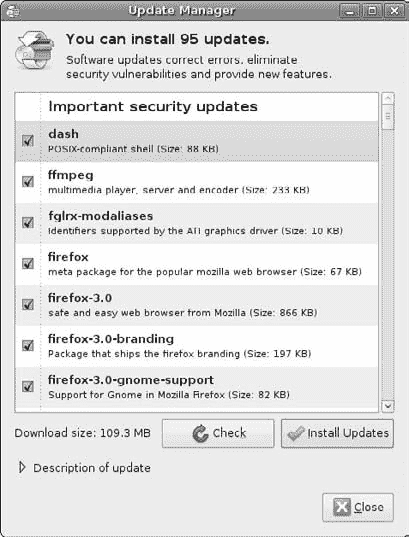 Update Manager
You can install 95 updates.
Software updates correct errors, eliminate
security vulnerabilities and provide new features.
Important security updates
dash
POSIX-compliant shell (Size: 88 KB)
ffmpeg
multimedia player, server and encoder (Size: 233 KB)
fglrx-modaliases
Identifiers supported by the ATI graphics driver (Size: 10 KB)
firefox
meta package for the popular mozilla web browser (Size: 67 KB)
firefox-3.0
safe and easy web browser from Mozilla (Size: 866 KB)
firefox-3.0-branding
Package that ships the firefox branding (Size: 197 KB)
firefox-3.0-gnome-support
Support for Gnome in Mozilla Firefox (Size: 82 KB)
Download size: 109.3 MB
Check
Install Updates
Description of update
Close